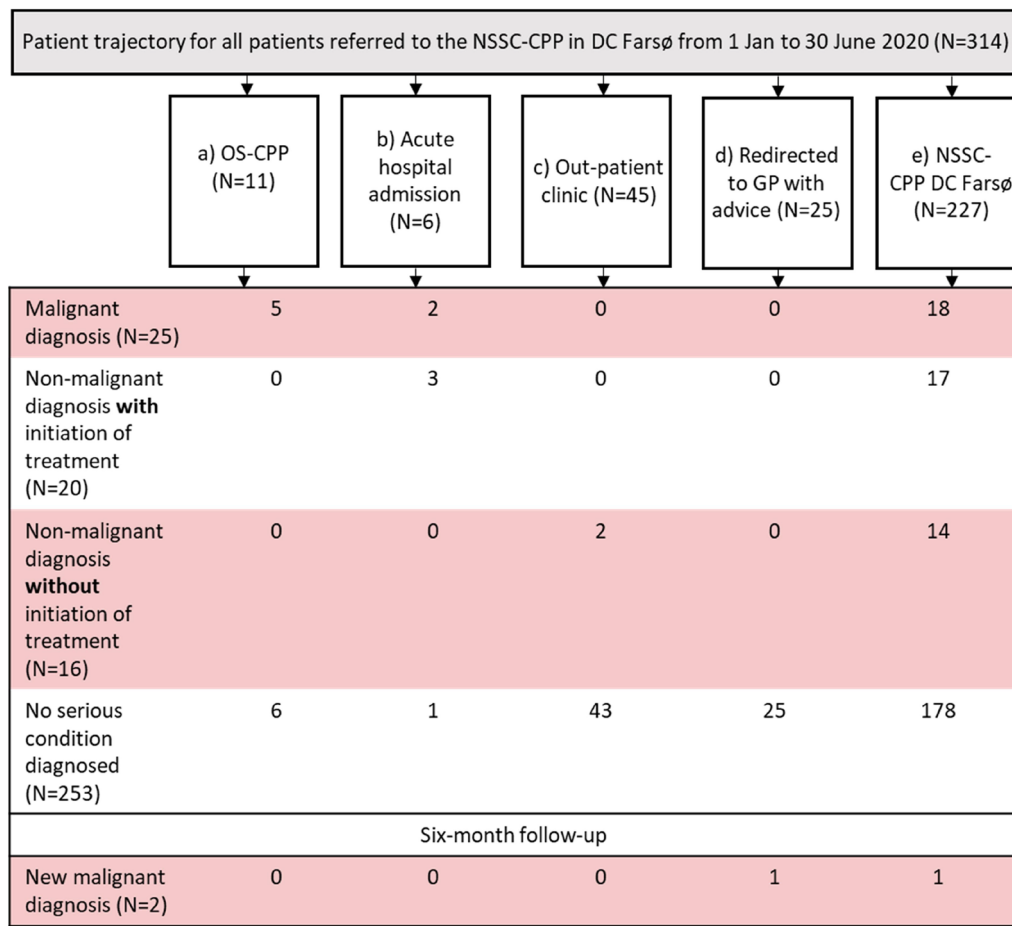 Patient trajectory for all patients referred to the NSSC-CPP in DC Farsø from 1 Jan to 30 June 2020 (N=314)
a) OS-CPP
(N=11)
b) Acute
hospital
admission
(N=6)
c) Out-patient
clinic (N=45)
d) Redirected
to GP with
advice (N=25)
e) NSSC-
CPP DC Farsø
(N=227)
Malignant
diagnosis (N=25)
5 2 0 0 18
Non-malignant
diagnosis with
initiation of
treatment
(N=20)
0 3 0 0 17
Non-malignant
diagnosis
without
initiation of
treatment
(N=16)
0 0 2 0 14
No serious
condition
diagnosed
(N=253)
6 1 43 25 178
Six-month follow-up
New malignant
diagnosis (N=2)
0 0 0 1 1